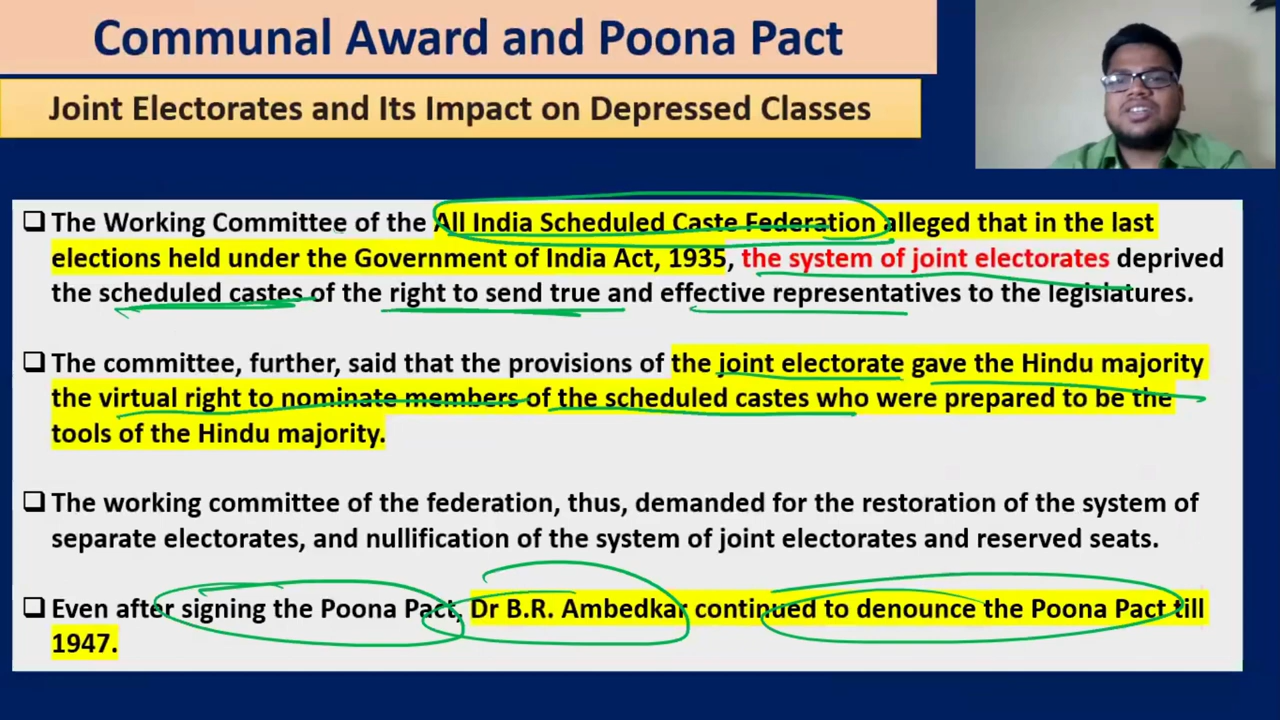 Communal Award and Poona Pact
Joint Electorates and Its Impact on Depressed Classes
❑ The Working Committee of the All India Scheduled Caste Federation alleged that in the last
elections held under the Government of India Act, 1935, the system of joint electorates deprived
the scheduled castes of the right to send true and effective representatives to the legislatures.
❑ The committee, further, said that the provisions of the joint electorate gave the Hindu majority
the virtual right to nominate members of the scheduled castes who were prepared to be the
tools of the Hindu majority.
❑ The working committee of the federation, thus, demanded for the restoration of the system of
separate electorates, and nullification of the system of joint electorates and reserved seats.
❑ Even after signing the Poona Pact, Dr B.R. Ambedkar continued to denounce the Poona Pact till
1947.